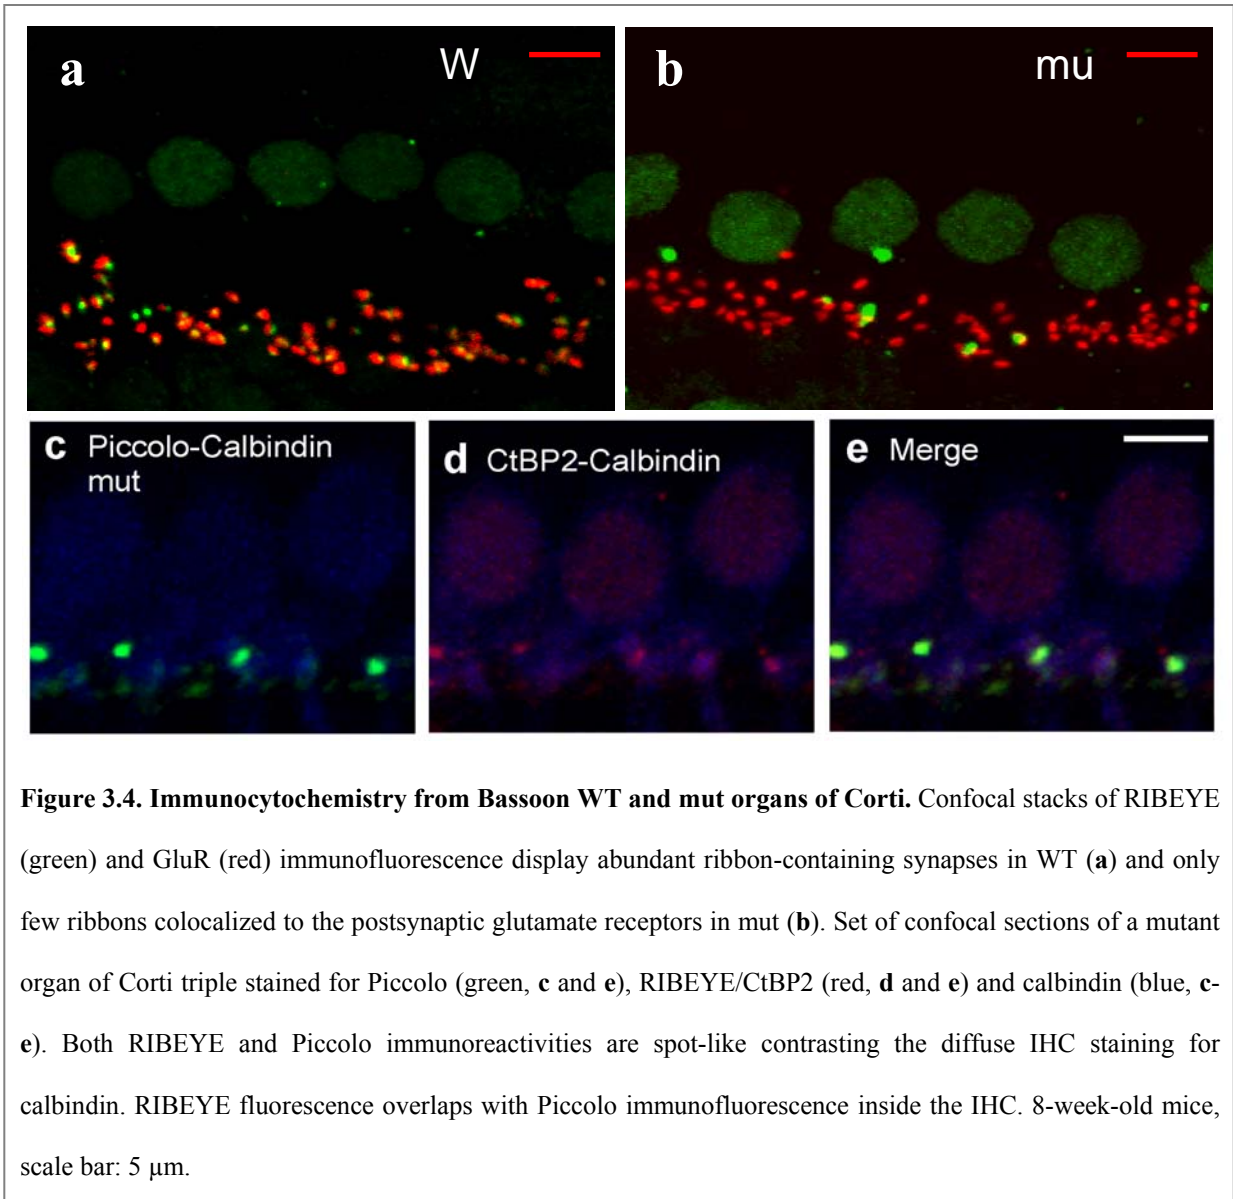 a W
b mu
c Piccolo-Calbindin
mut
d CtBP2-Calbindin
e Merge
Figure 3.4. Immunocytochemistry from Bassoon WT and mut organs of Corti. Confocal stacks of RIBEYE
(green) and GluR (red) immunofluorescence display abundant ribbon-containing synapses in WT (a) and only
few ribbons colocalized to the postsynaptic glutamate receptors in mut (b). Set of confocal sections of a mutant
organ of Corti triple stained for Piccolo (green, c and e), RIBEYE/CtBP2 (red, d and e) and calbindin (blue, c-
e). Both RIBEYE and Piccolo immunoreactivities are spot-like contrasting the diffuse IHC staining for
calbindin. RIBEYE fluorescence overlaps with Piccolo immunofluorescence inside the IHC. 8-week-old mice,
scale bar: 5 µm.